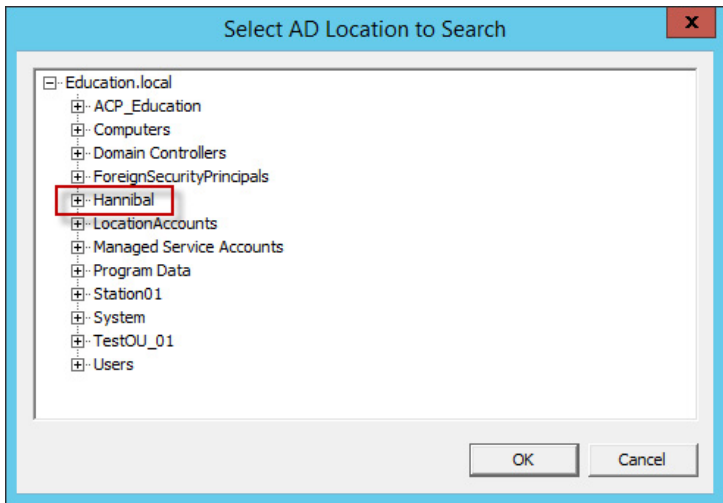 Select AD Location to Search
x
Education.local
ACP_Education
Computers
Domain Controllers
ForeignSecurityPrincipals
Hannibal
LocationAccounts
Managed Service Accounts
Program Data
Station01
System
TestOU_01
Users
OK Cancel